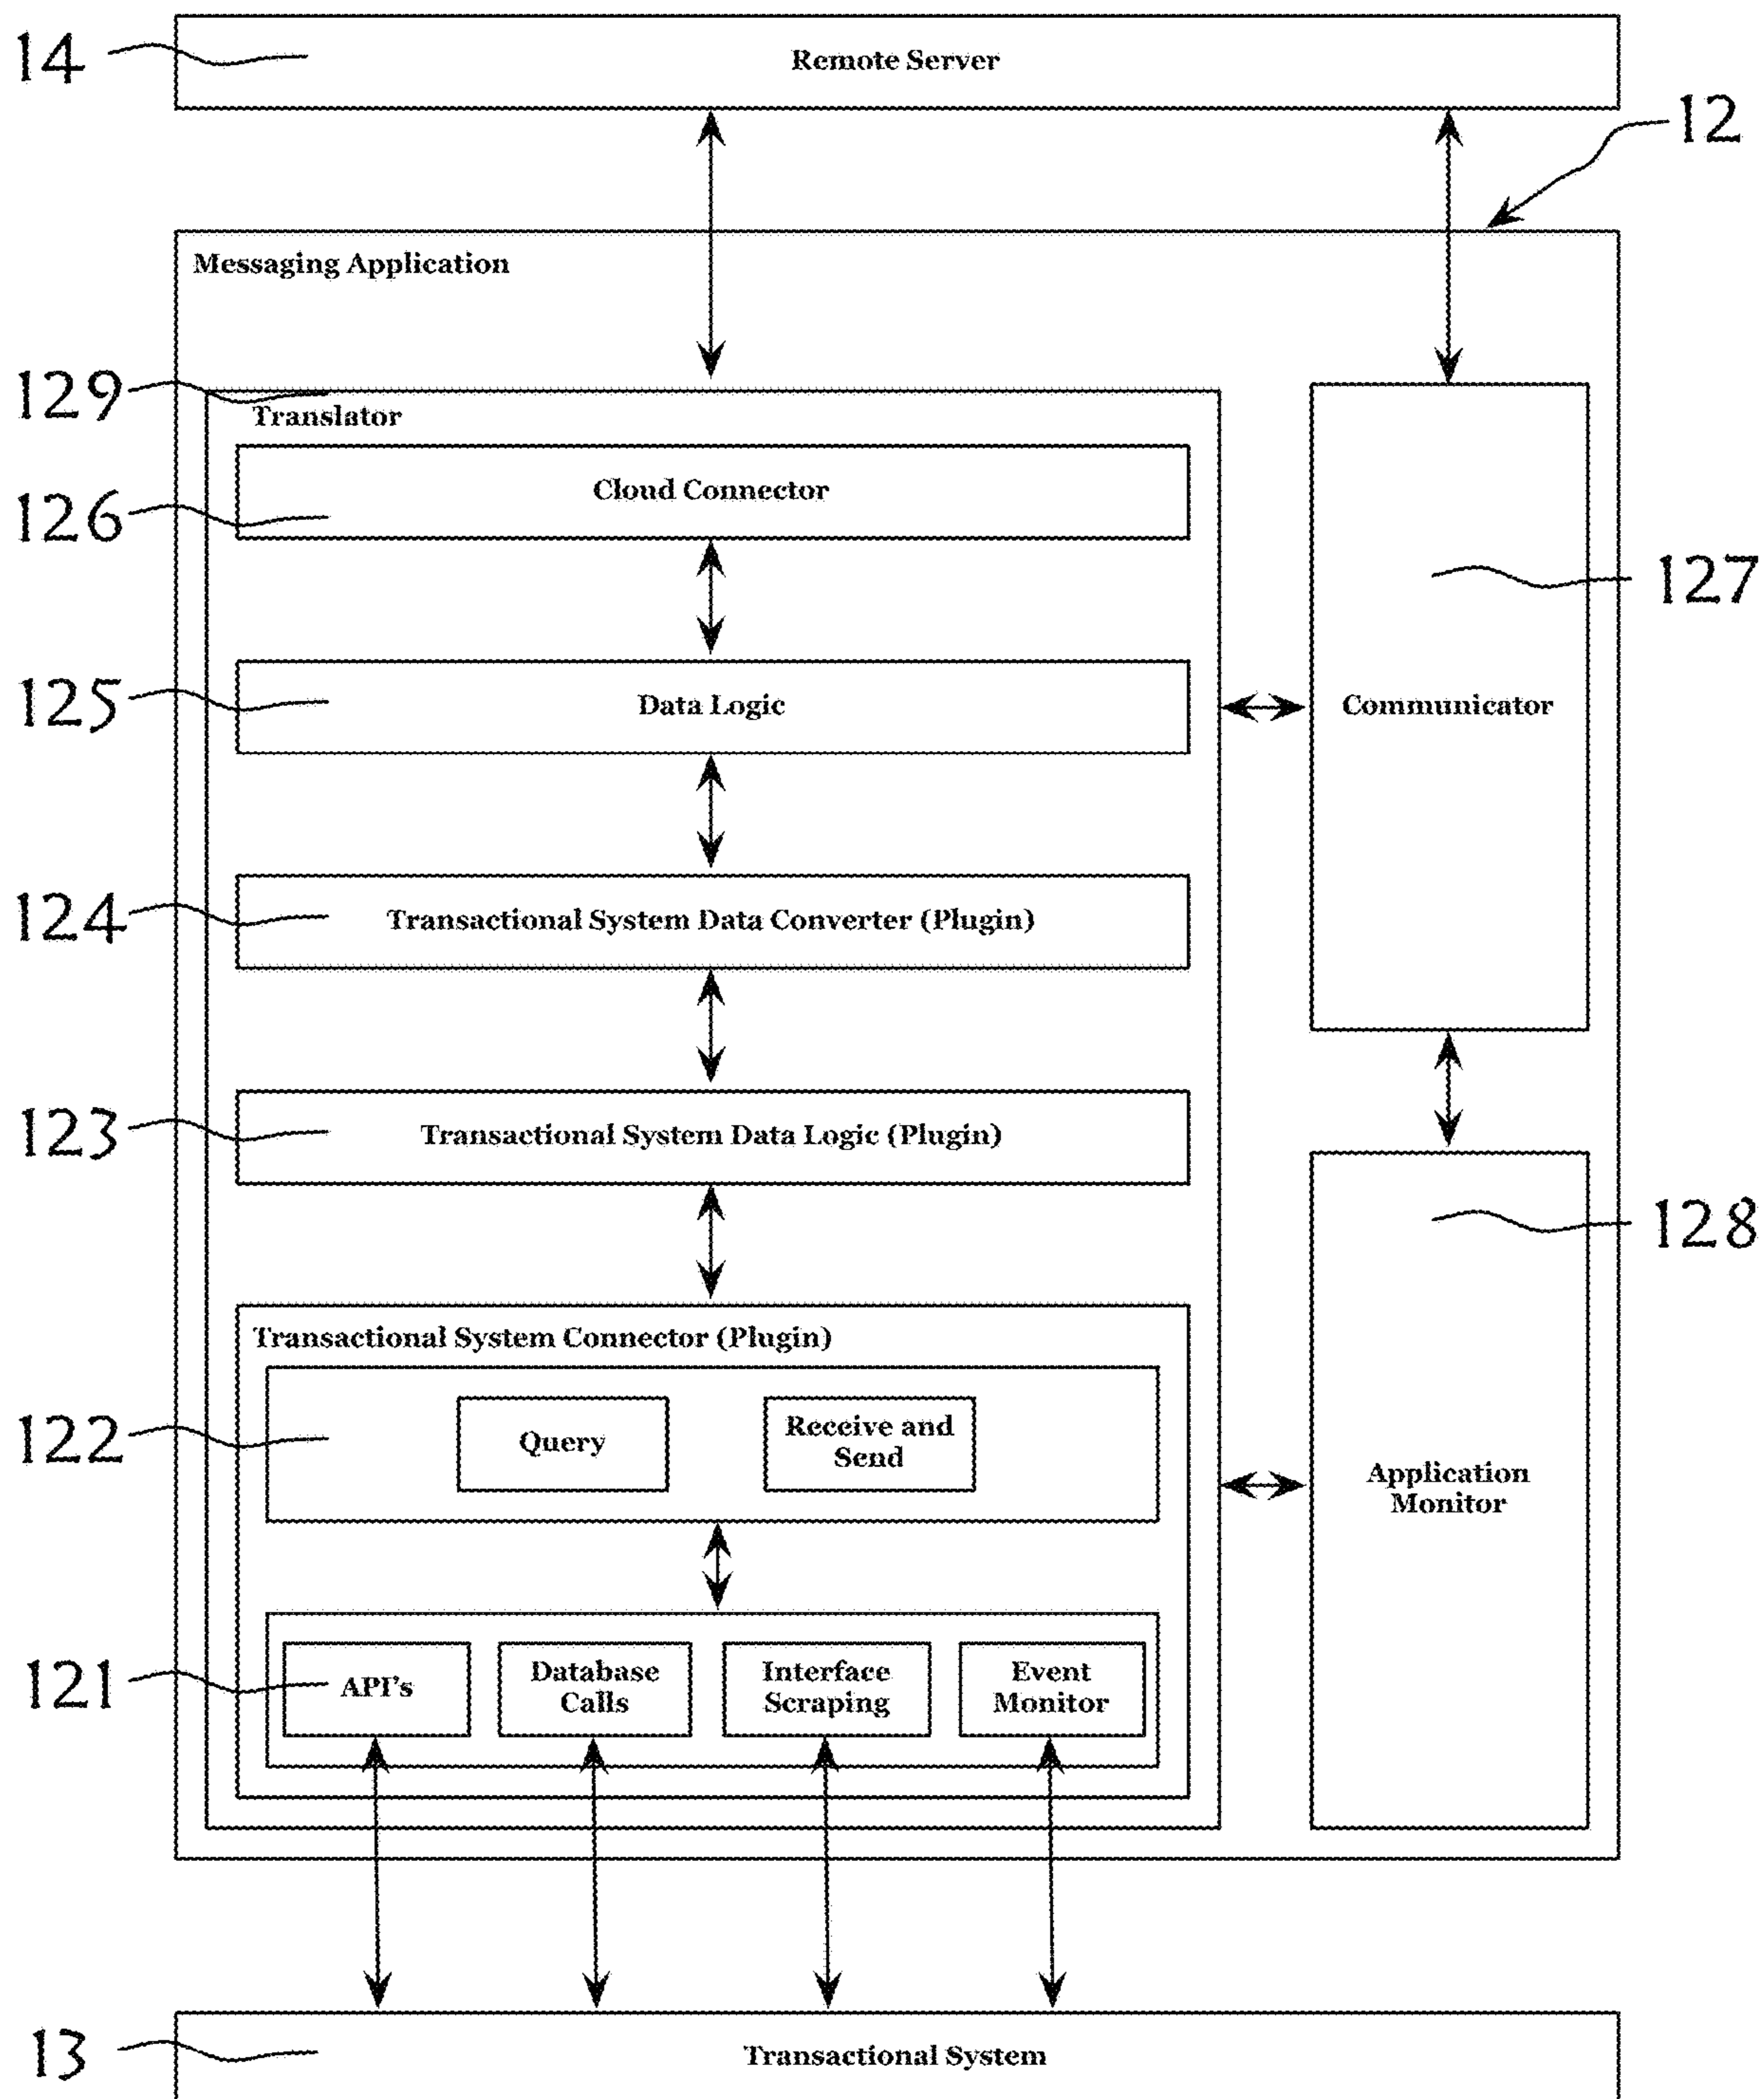 14
Remote Server
12
Messaging Application
129
Translator
126
Cloud Connector
127
125
Data Logic
Communicator
124
Transactional System Data Converter (Plugin)
123
Transactional System Data Logic (Plugin)
128
Transactional System Connector (Plugin)
122
Query
Receive and
Send
Application
Monitor
121
API's
Database
Calls
Interface
Scraping
Event
Monitor
13
Transactional System